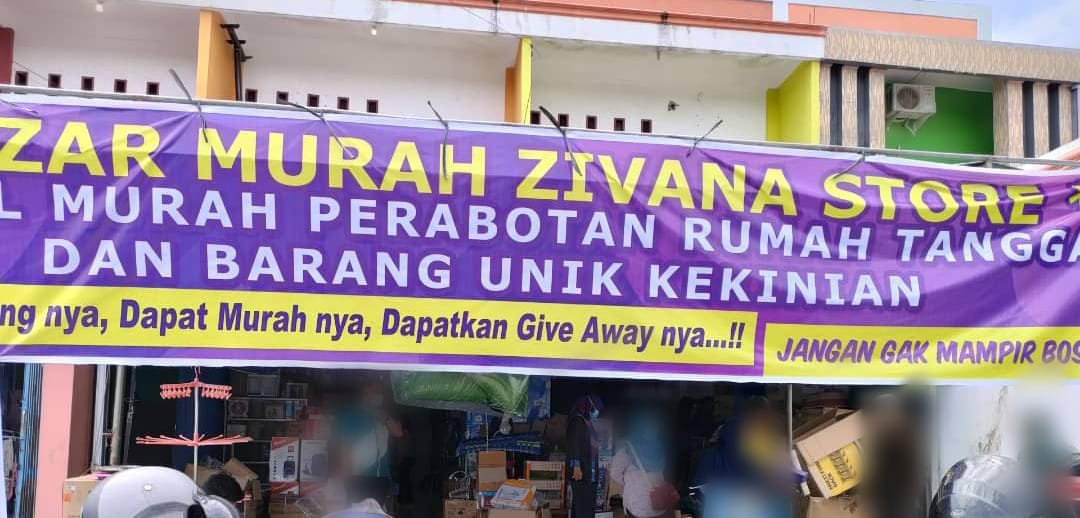 ZAR MURAH ZIVANA STORE *
L MURAH PERABOTAN RUMAH TANGGA
DAN BARANG UNIK KEKINIAN
ng nya, Dapat Murah nya, Dapatkan Give Away nya...!!
JANGAN GAK MAMPIR BOS